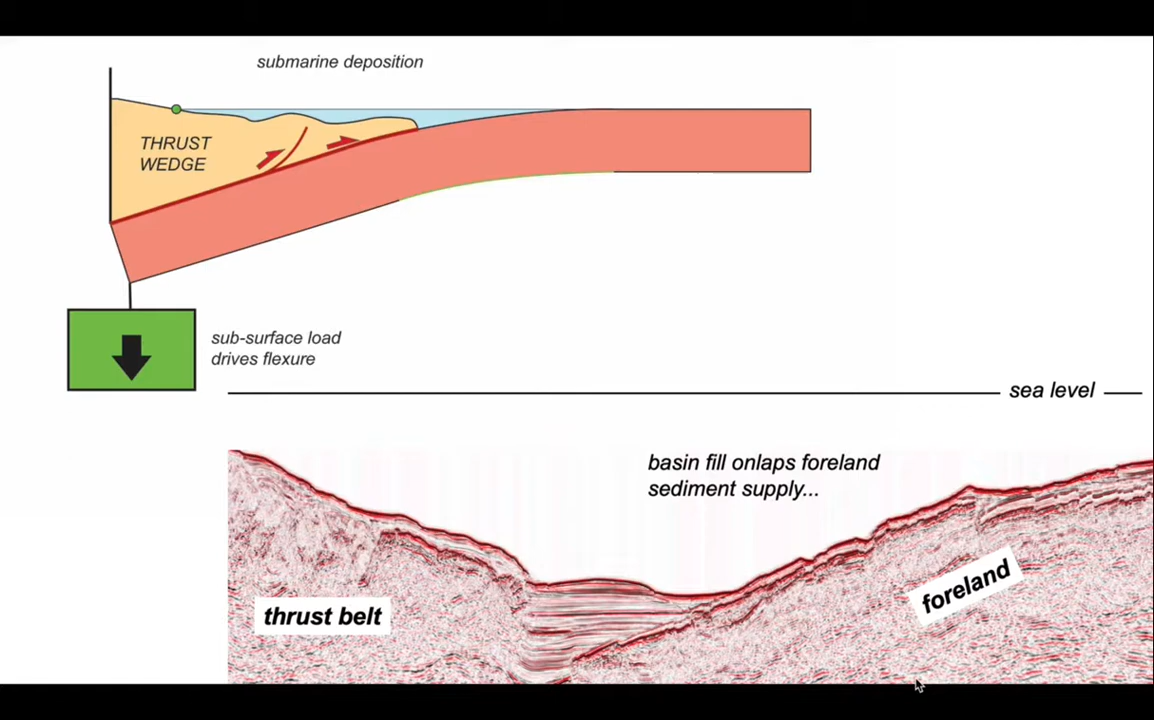 submarine deposition
THRUST
WEDGE
sub-surface load
drives flexure
sea level
basin fill onlaps foreland
sediment supply...
thrust belt
foreland